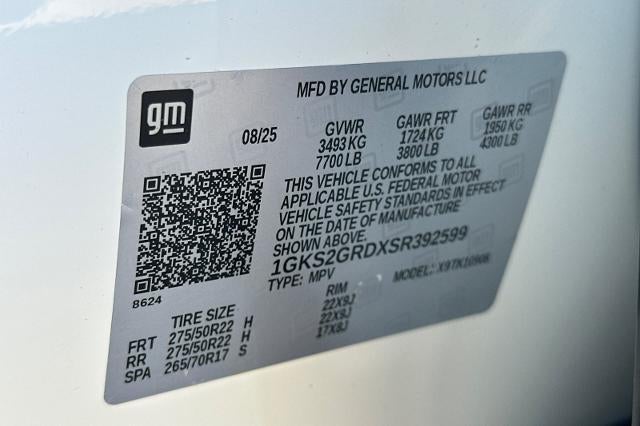 MFD BY GENERAL MOTORS LLC
gm
08/25 GVWR GAWR FRT GAWR RR
3493 KG 1724 KG 1950 KG
7700 LB 3800 LB 4300 LB
THIS VEHICLE CONFORMS TO ALL
APPLICABLE U.S. FEDERAL MOTOR
VEHICLE SAFETY STANDARDS IN EFFECT
ON THE DATE OF MANUFACTURE
SHOWN ABOVE.
1GKS2GRDXSR392599
TYPE: MPV MODEL: X9TK10906
8624
TIRE SIZE RIM
FRT 275/50R22 H 22X9J
RR 275/50R22 H 22X9J
SPA 265/70R17 S 17X8J